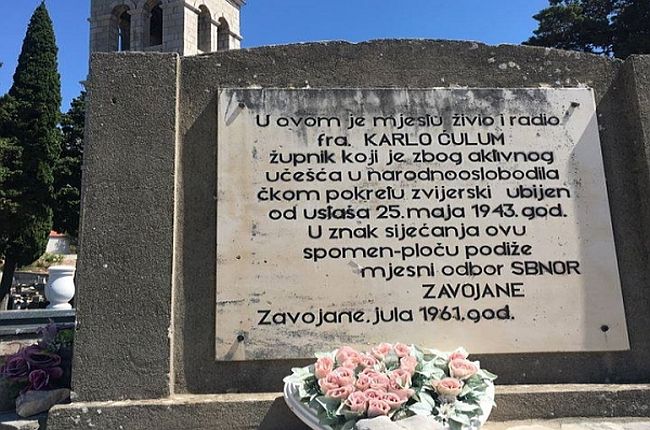 U ovom je mjestu živio i radio
fra. KARLO ĆULUM
župnik koji je zbog aktivnog
učešća u narodnooslobodila
čkom pokretu zvijerski ubijen
od ustaša 25. maja 1943. god.
U znak sijećanja ovu
spomen-ploču podiže
mjesni odbor SBNOR
ZAVOJANE
Zavojane, jula 1961. god.